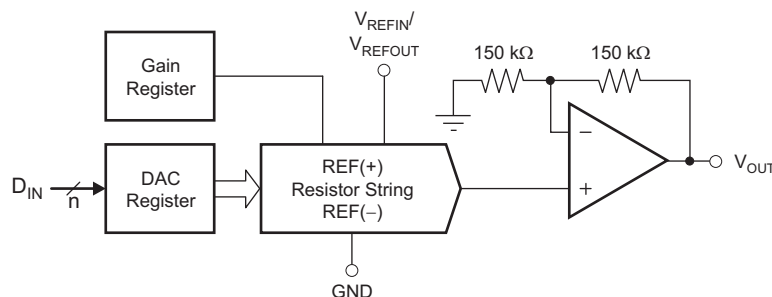 V_REFIN/
V_REFOUT
150 kΩ
150 kΩ
Gain
Register
−
D_IN
n
DAC
Register
REF(+)
Resistor String
REF(−)
+
V_OUT
GND